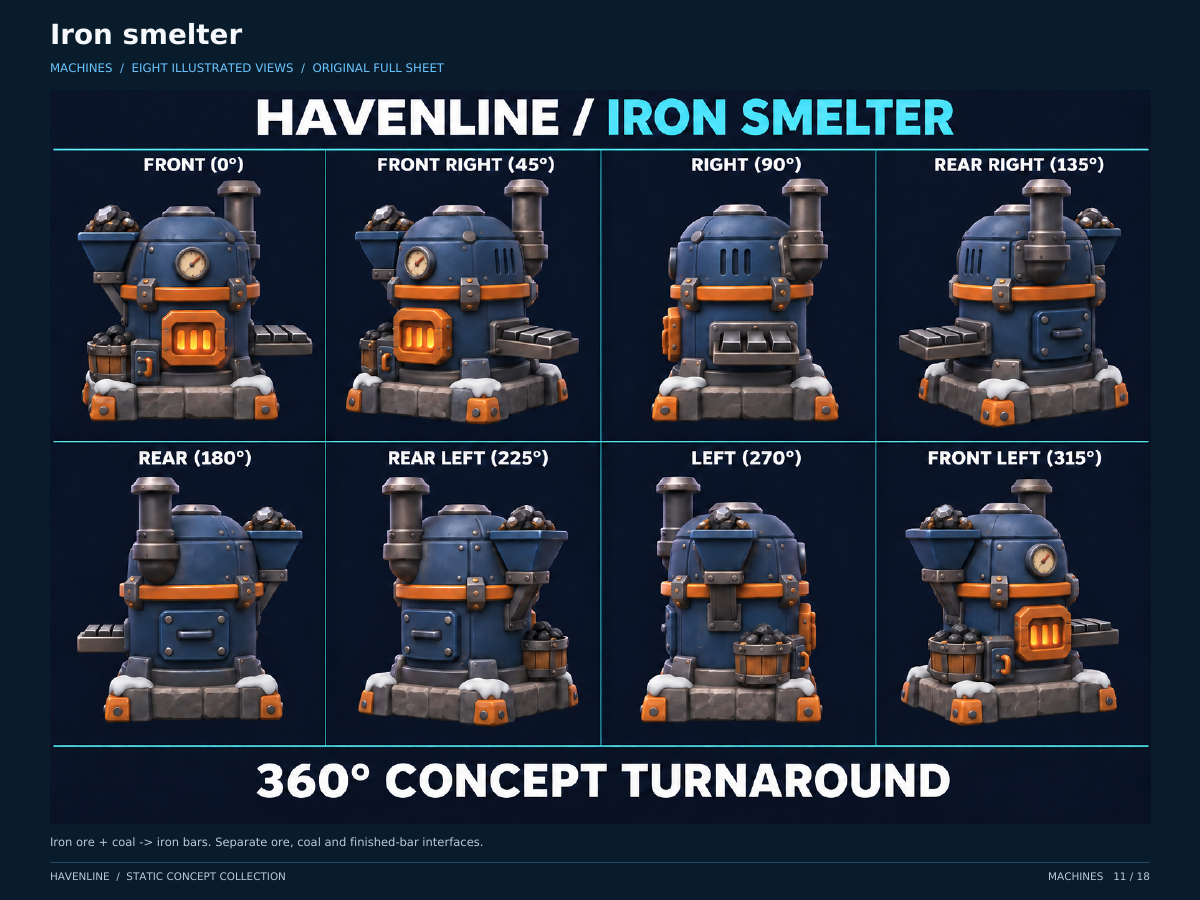 Iron smelter
MACHINES / EIGHT ILLUSTRATED VIEWS / ORIGINAL FULL SHEET
HAVENLINE / IRON SMELTER
FRONT (0°)
FRONT RIGHT (45°)
RIGHT (90°)
REAR RIGHT (135°)
REAR (180°)
REAR LEFT (225°)
LEFT (270°)
FRONT LEFT (315°)
360° CONCEPT TURNAROUND
Iron ore + coal -> iron bars. Separate ore, coal and finished-bar interfaces.
HAVENLINE / STATIC CONCEPT COLLECTION
MACHINES 11 / 18